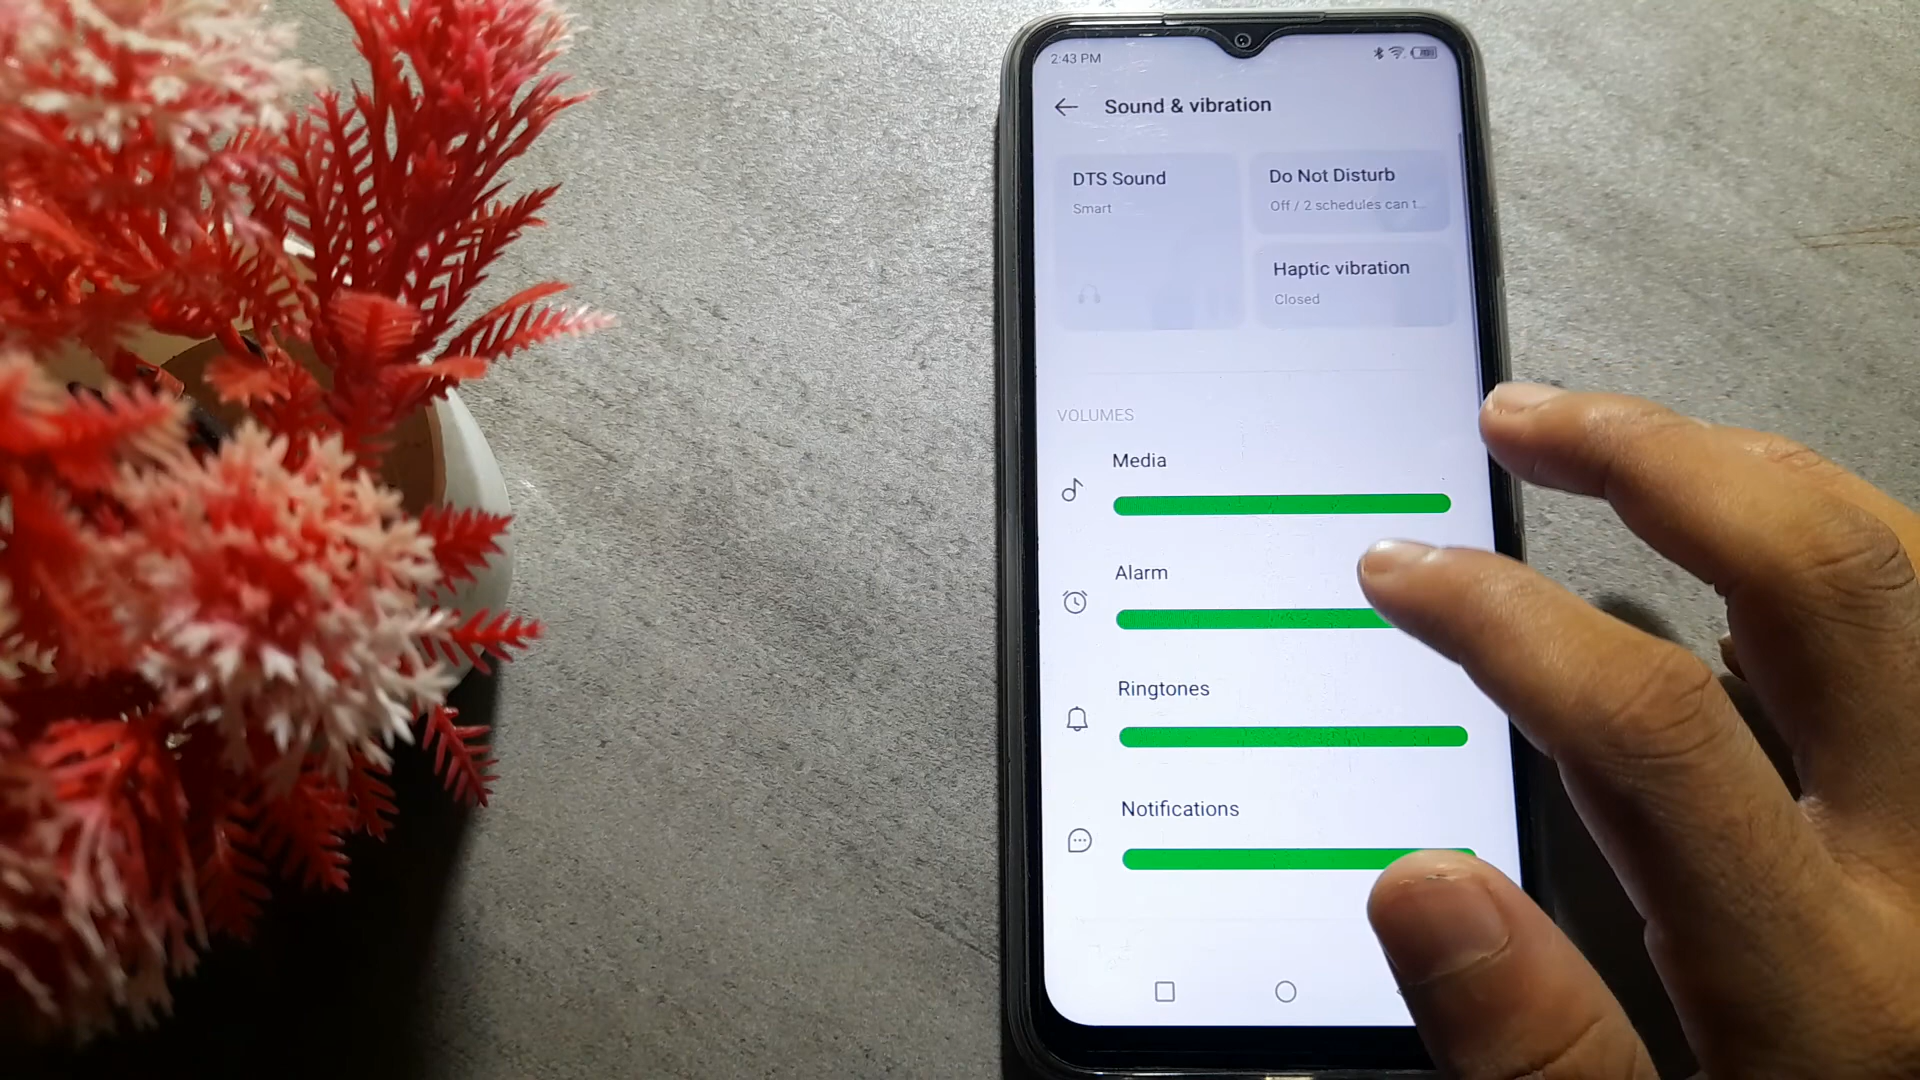 2:43 PM
Sound & vibration
DTS Sound
Smart
Do Not Disturb
Off / 2 schedules can t...
Haptic vibration
Closed
VOLUMES
Media
Alarm
Ringtones
Notifications